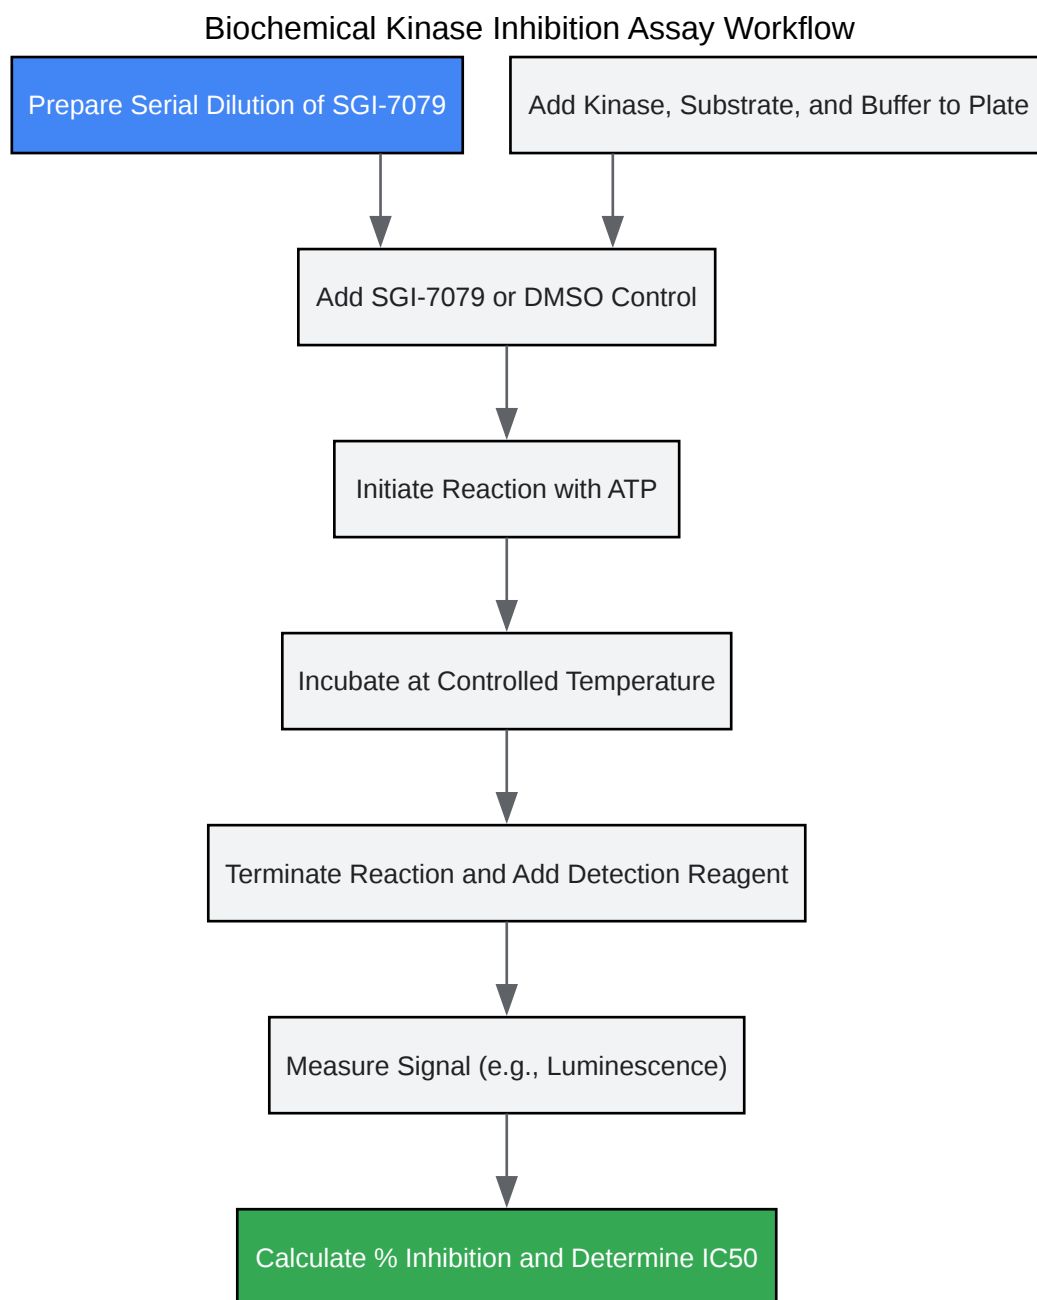 Biochemical Kinase Inhibition Assay Workflow
Prepare Serial Dilution of SGI-7079
Add Kinase, Substrate, and Buffer to Plate
Add SGI-7079 or DMSO Control
Initiate Reaction with ATP
Incubate at Controlled Temperature
Terminate Reaction and Add Detection Reagent
Measure Signal (e.g., Luminescence)
Calculate % Inhibition and Determine IC50